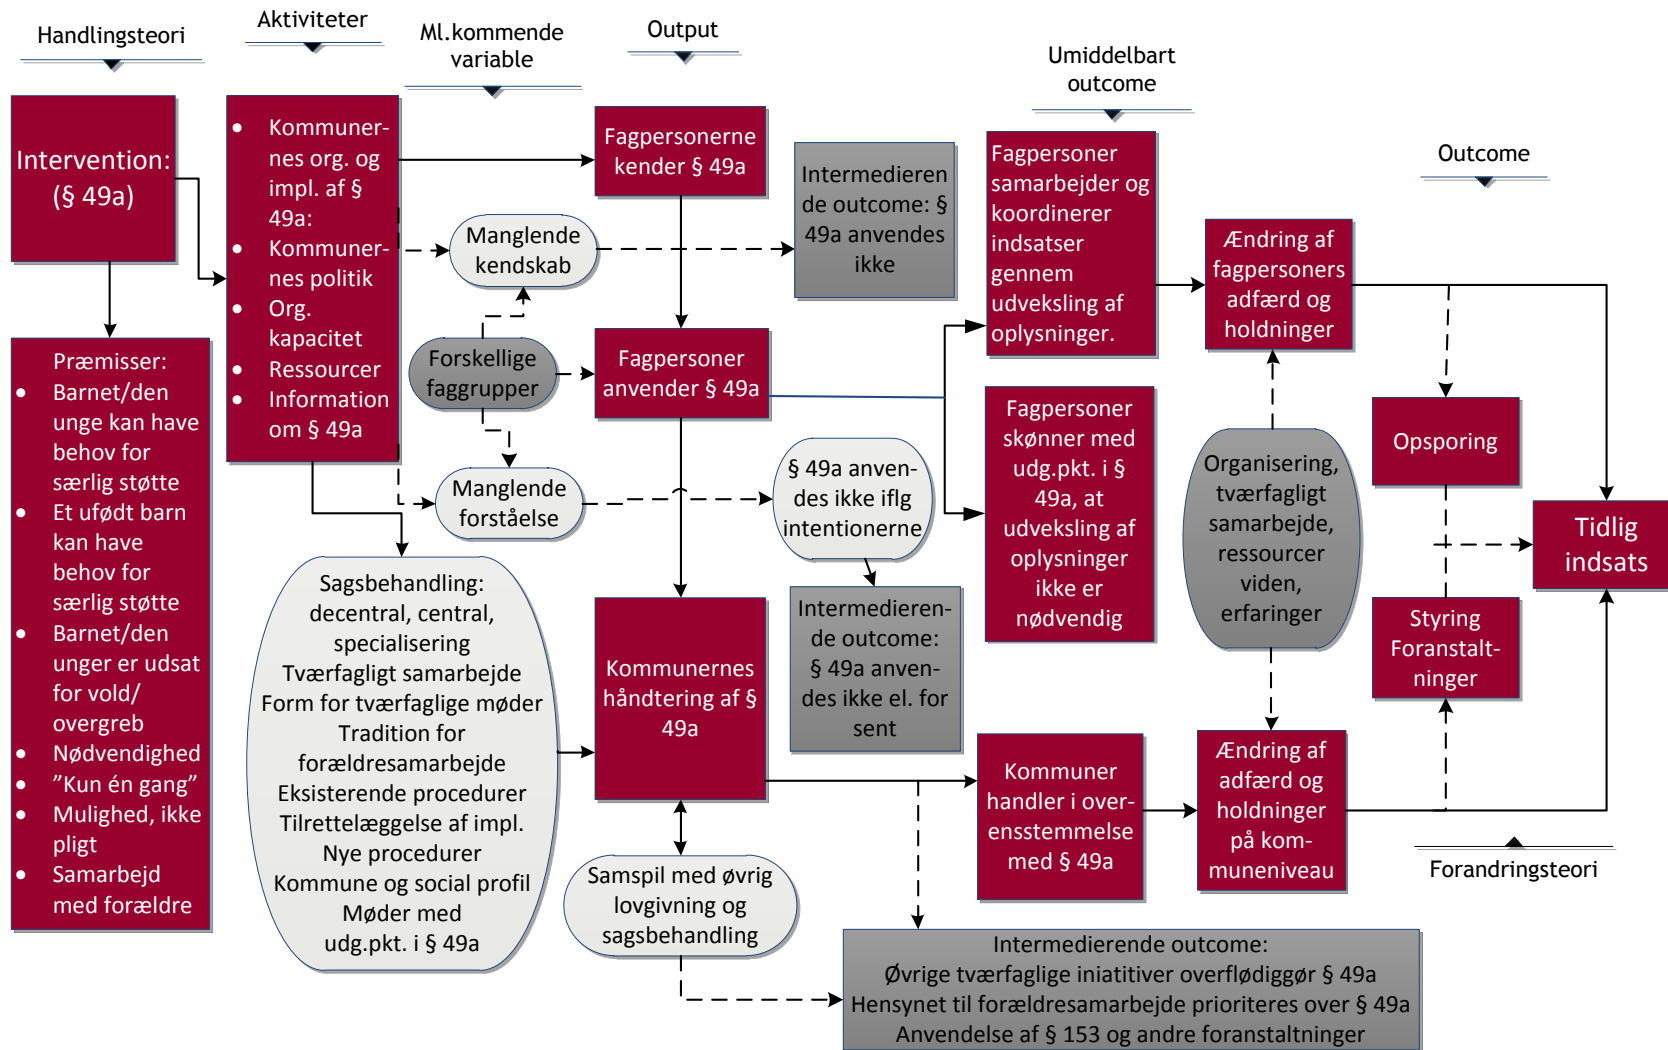 Handlingsteori
Aktiviteter
Ml.kommende
variable
Output
Umiddelbart
outcome
Outcome
Intervention:
(§ 49a)
Præmisser:
• Barnet/den
unge kan have
behov for
særlig støtte
• Et ufødt barn
kan have
behov for
særlig støtte
• Barnet/den
unger er udsat
for vold/
overgreb
• Nødvendighed
• ”Kun én gang”
• Mulighed, ikke
pligt
• Samarbejd
med forældre
• Kommuner-
nes org. og
impl. af §
49a:
• Kommuner-
nes politik
• Org.
kapacitet
• Ressourcer
• Information
om § 49a
Sagsbehandling:
decentral, central,
specialisering
Tværfagligt samarbejde
Form for tværfaglige møder
Tradition for
forældresamarbejde
Eksisterende procedurer
Tilrettelæggelse af impl.
Nye procedurer
Kommune og social profil
Møder med
udg.pkt. i § 49a
Manglende
kendskab
Forskellige
faggrupper
Manglende
forståelse
Fagpersonerne
kender § 49a
Fagpersoner
anvender § 49a
Kommunernes
håndtering af §
49a
Samspil med øvrig
lovgivning og
sagsbehandling
Intermedieren
de outcome: §
49a anvendes
ikke
§ 49a anven-
des ikke iflg
intentionerne
Intermedieren-
de outcome:
§ 49a anven-
des ikke el. for
sent
Fagpersoner
samarbejder og
koordinerer
indsatser
gennem
udveksling af
oplysninger.
Fagpersoner
skønner med
udg.pkt. i §
49a, at
udveksling af
oplysninger
ikke er
nødvendig
Kommuner
handler i over-
ensstemmelse
med § 49a
Intermedierende outcome:
Øvrige tværfaglige iniatitiver overflødiggør § 49a
Hensynet til forældresamarbejde prioriteres over § 49a
Anvendelse af § 153 og andre foranstaltninger
Ændring af
fagpersoners
adfærd og
holdninger
Organisering,
tværfagligt
samarbejde,
ressourcer
viden,
erfaringer
Ændring af
adfærd og
holdninger
på kom-
muneniveau
Opsporing
Styring
Foranstalt-
ninger
Tidlig
indsats
Forandringsteori